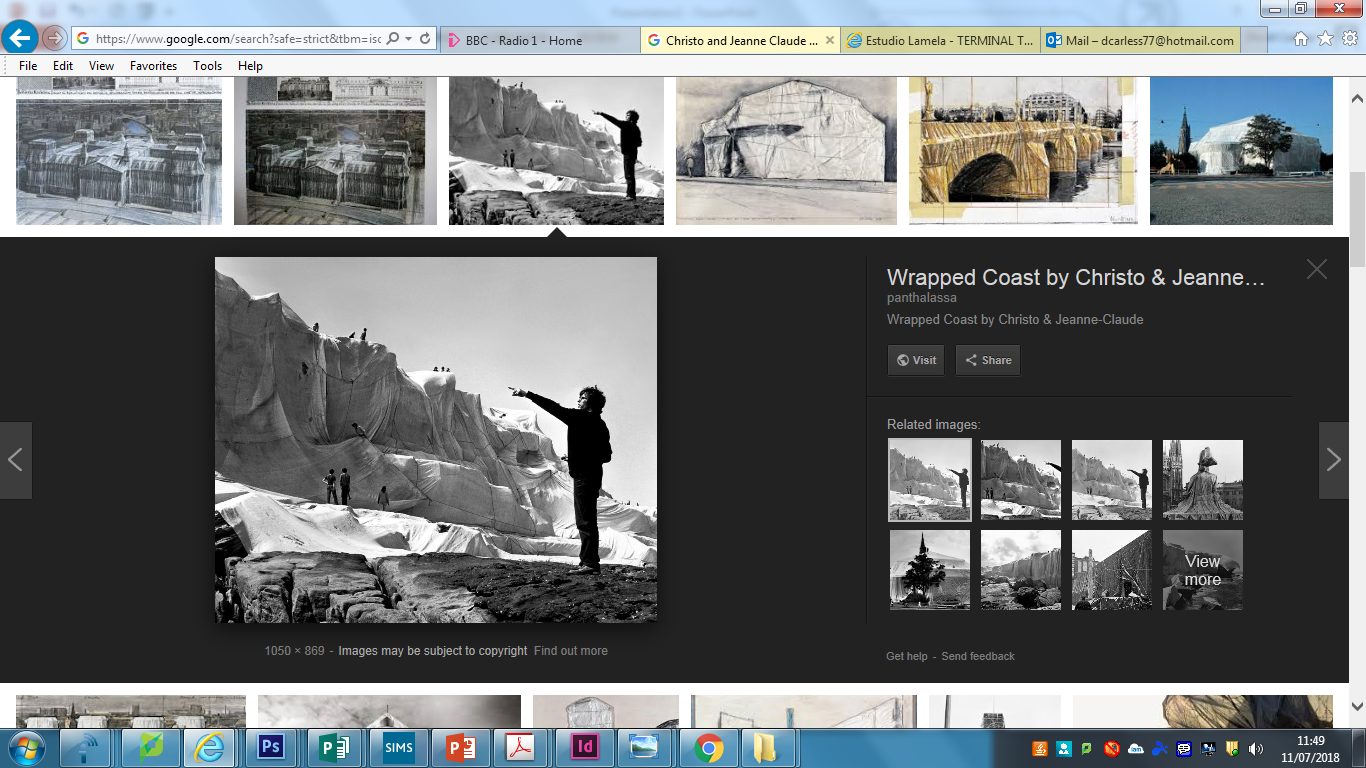 https://www.google.com/search?safe=strict&tbm=isc
BBC - Radio 1 - Home
Christo and Jeanne Claude ...
Estudio Lamela - TERMINAL T...
Mail – dcarless77@hotmail.com
File Edit View Favorites Tools Help
Wrapped Coast by Christo & Jeanne…
panthalassa
Wrapped Coast by Christo & Jeanne-Claude
Visit
Share
Related images:
View
more
1050 × 869 - Images may be subject to copyright Find out more
Get help - Send feedback
Ps
P
SIMS
P
Id
11:49
11/07/2018